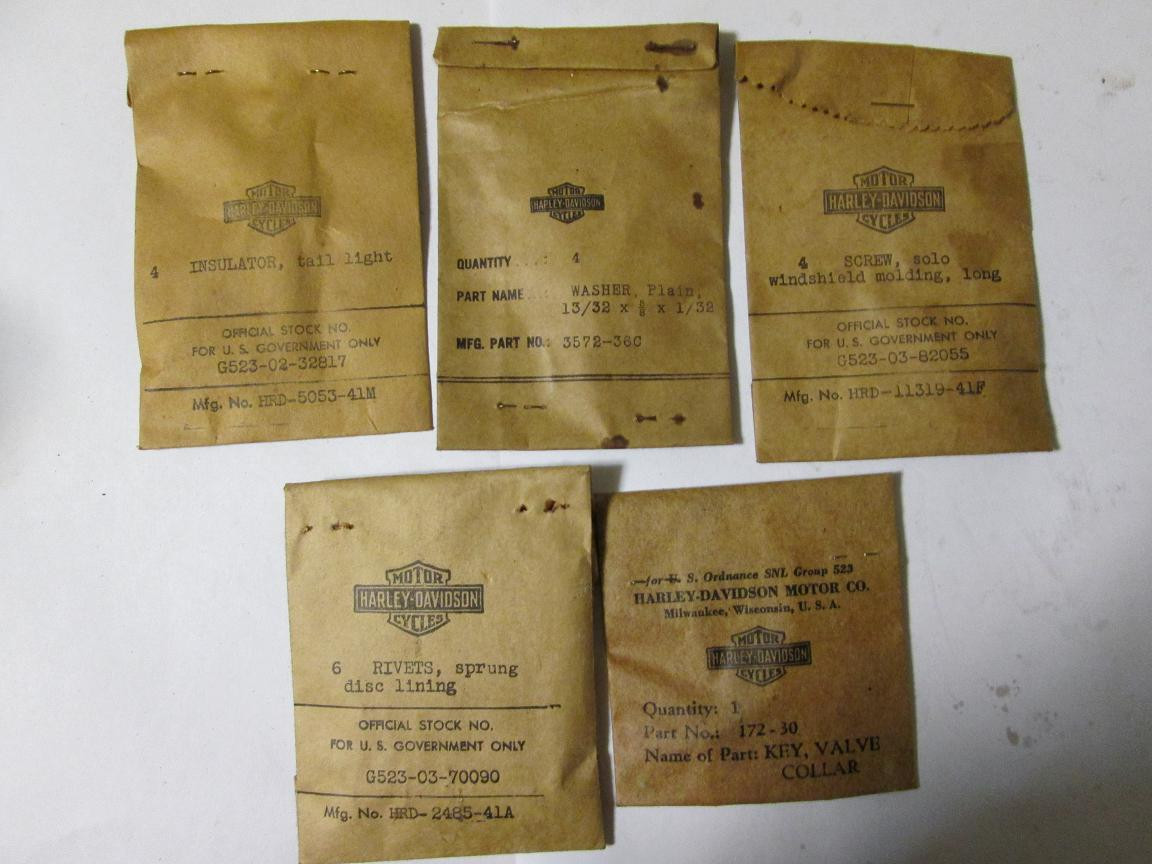 MOTOR
HARLEY-DAVIDSON
CYCLES
4 INSULATOR, tail light
OFFICIAL STOCK NO.
FOR U. S. GOVERNMENT ONLY
G523-02-32817
Mfg. No. HRD-5053-41M
MOTOR
HARLEY-DAVIDSON
CYCLES
QUANTITY...: 4
PART NAME...: WASHER, Plain,
13/32 x x 1/32
MFG. PART NO.: 3572-36C
MOTOR
HARLEY-DAVIDSON
CYCLES
4 SCREW, solo
windshield molding, long
OFFICIAL STOCK NO.
FOR U. S. GOVERNMENT ONLY
G523-03-82055
Mfg. No. HRD-11319-41F
MOTOR
HARLEY-DAVIDSON
CYCLES
6 RIVETS, sprung
disc lining
OFFICIAL STOCK NO.
FOR U. S. GOVERNMENT ONLY
G523-03-70090
Mfg. No. HRD-2485-41A
—for U. S. Ordnance SNL Group 523
HARLEY-DAVIDSON MOTOR CO.
Milwaukee, Wisconsin, U. S. A.
MOTOR
HARLEY-DAVIDSON
CYCLES
Quantity: 1
Part No.: 172-30
Name of Part: KEY, VALVE
COLLAR